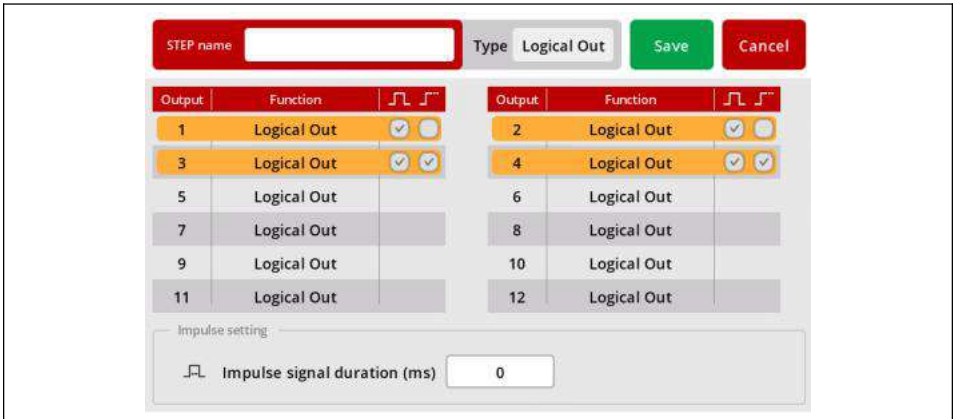 STEP name Type Logical Out Save Cancel
Output Function Output Function
1 Logical Out 2 Logical Out
3 Logical Out 4 Logical Out
5 Logical Out 6 Logical Out
7 Logical Out 8 Logical Out
9 Logical Out 10 Logical Out
11 Logical Out 12 Logical Out
Impulse setting
Impulse signal duration (ms) 0